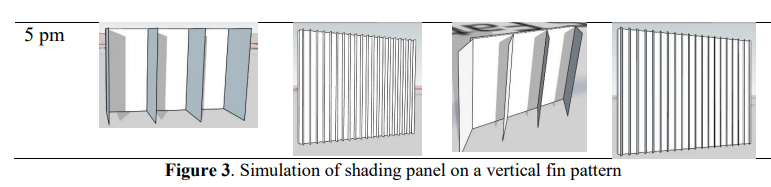 5 pm
Figure 3. Simulation of shading panel on a vertical fin pattern